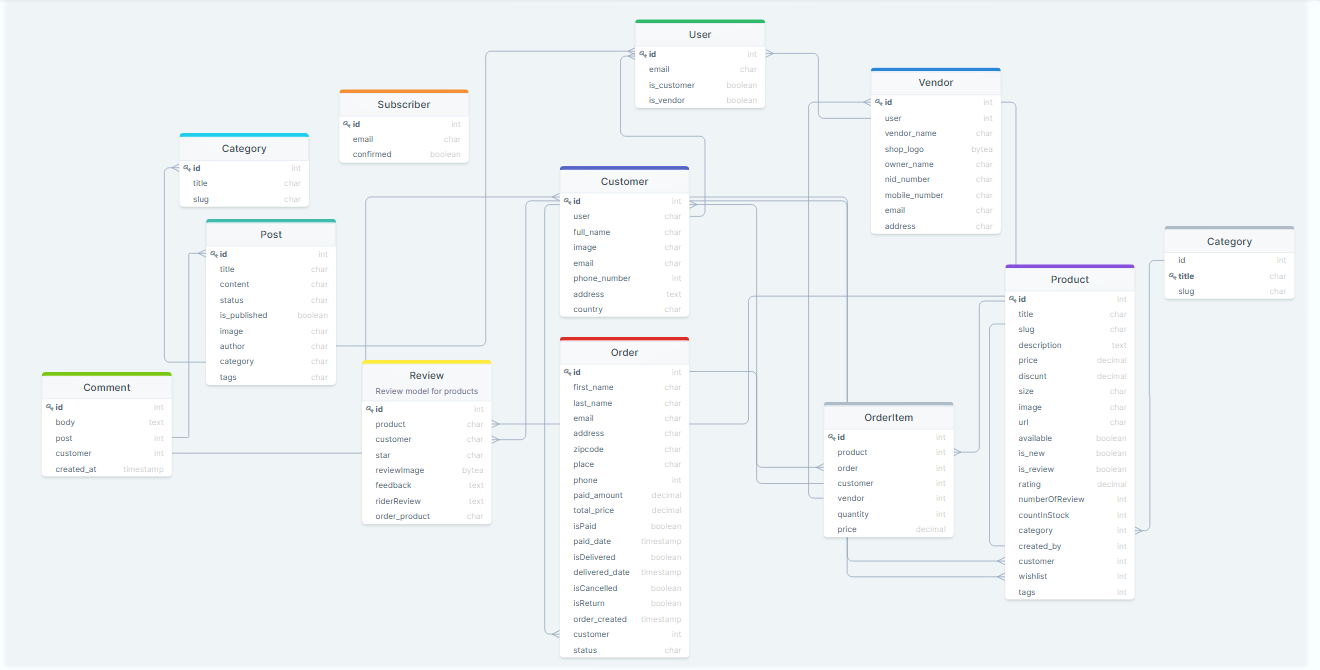 User
id int
email char
is_customer boolean
is_vendor boolean
Vendor
id int
user int
vendor_name char
shop_logo bytea
owner_name char
nid_number char
mobile_number char
email char
address char
Subscriber
id int
email char
confirmed boolean
Category
id int
title char
slug char
Customer
id int
user char
full_name char
image char
email char
phone_number int
address text
country char
Post
id int
title char
content char
status char
is_published boolean
image char
author char
category char
tags char
Category
id int
title char
slug char
Product
id int
title char
slug char
description text
price decimal
discunt decimal
size char
image char
url char
available boolean
is_new boolean
is_review boolean
rating decimal
numberOfReview int
countInStock int
category int
created_by int
customer int
wishlist int
tags int
Order
id int
first_name char
last_name char
email char
address char
zipcode char
place char
phone int
paid_amount decimal
total_price decimal
isPaid boolean
paid_date timestamp
isDelivered boolean
delivered_date timestamp
isCancelled boolean
isReturn boolean
order_created timestamp
customer int
status char
Review
Review model for products
id int
product char
customer char
star char
reviewImage bytea
feedback text
riderReview text
order_product char
Comment
id int
body text
post int
customer int
created_at timestamp
OrderItem
id int
product int
order int
customer int
vendor int
quantity int
price decimal